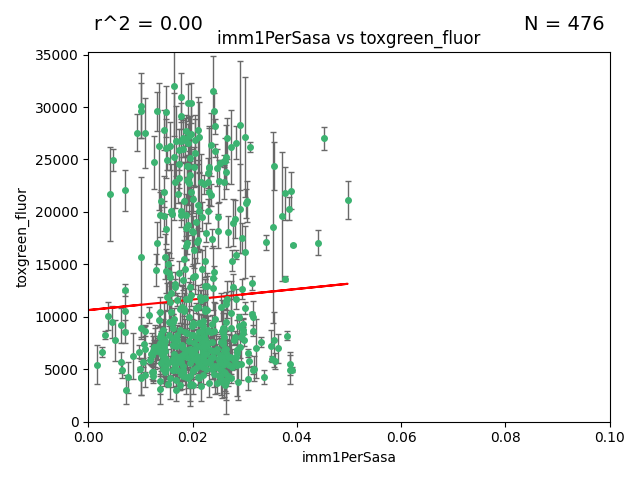 r^2 = 0.00
N = 476
imm1PerSasa vs toxgreen_fluor
35000
30000
25000
20000
15000
10000
5000
0
toxgreen_fluor
0.00
0.02
0.04
0.06
0.08
0.10
imm1PerSasa